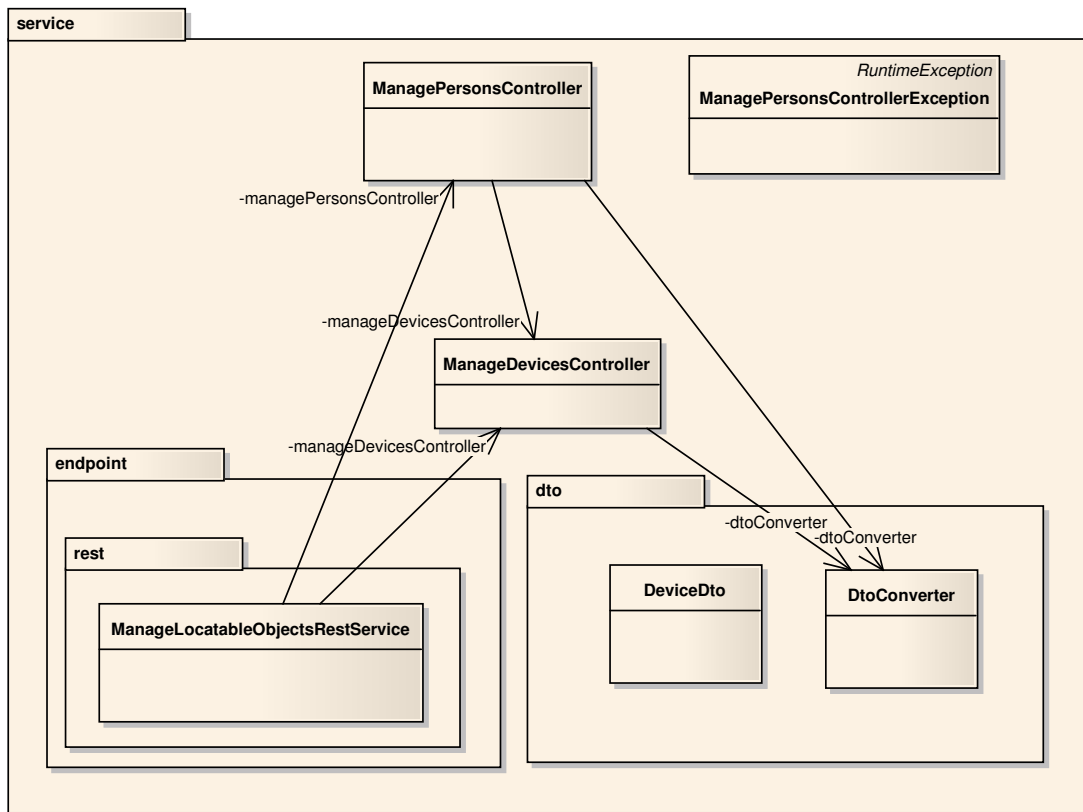 service
ManagePersonsController
RuntimeException
ManagePersonsControllerException
-managePersonsController
-manageDevicesController
ManageDevicesController
-manageDevicesController
endpoint
rest
ManageLocatableObjectsRestService
dto
-dtoConverter
-dtoConverter
DeviceDto
DtoConverter